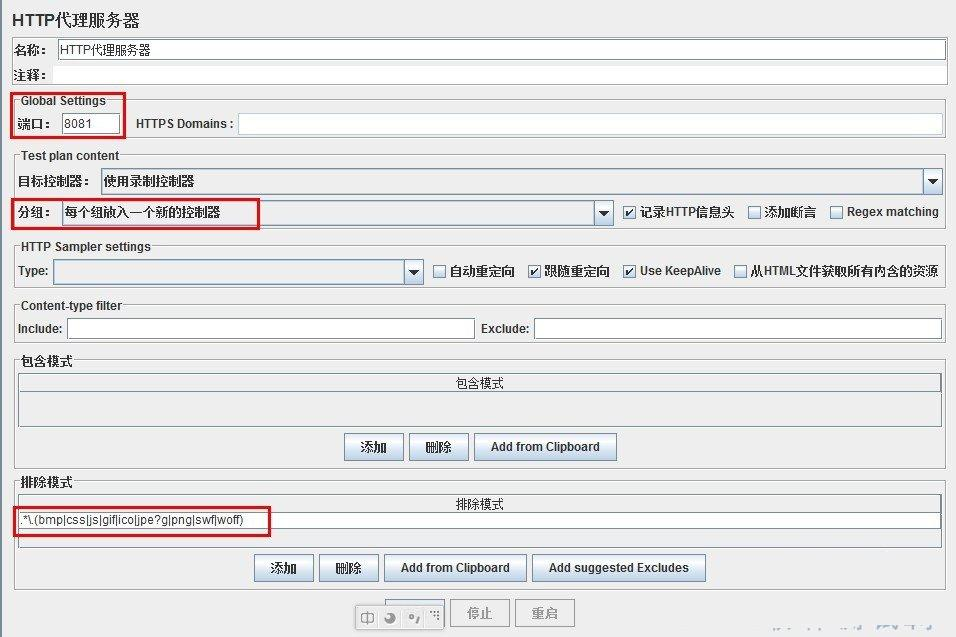 HTTP代理服务器
名称： HTTP代理服务器
注释：
Global Settings
端口： 8081 HTTPS Domains :
Test plan content
目标控制器： 使用录制控制器
分组： 每个组放入一个新的控制器 记录HTTP信息头 添加断言 Regex matching
HTTP Sampler settings
Type: 自动重定向 跟随重定向 Use KeepAlive 从HTML文件获取所有内含的资源
Content-type filter
Include: Exclude:
包含模式
包含模式
添加 删除 Add from Clipboard
排除模式
排除模式
.*\.(bmp|css|js|gif|ico|jpe?g|png|swf|woff)
添加 删除 Add from Clipboard Add suggested Excludes
停止 重启